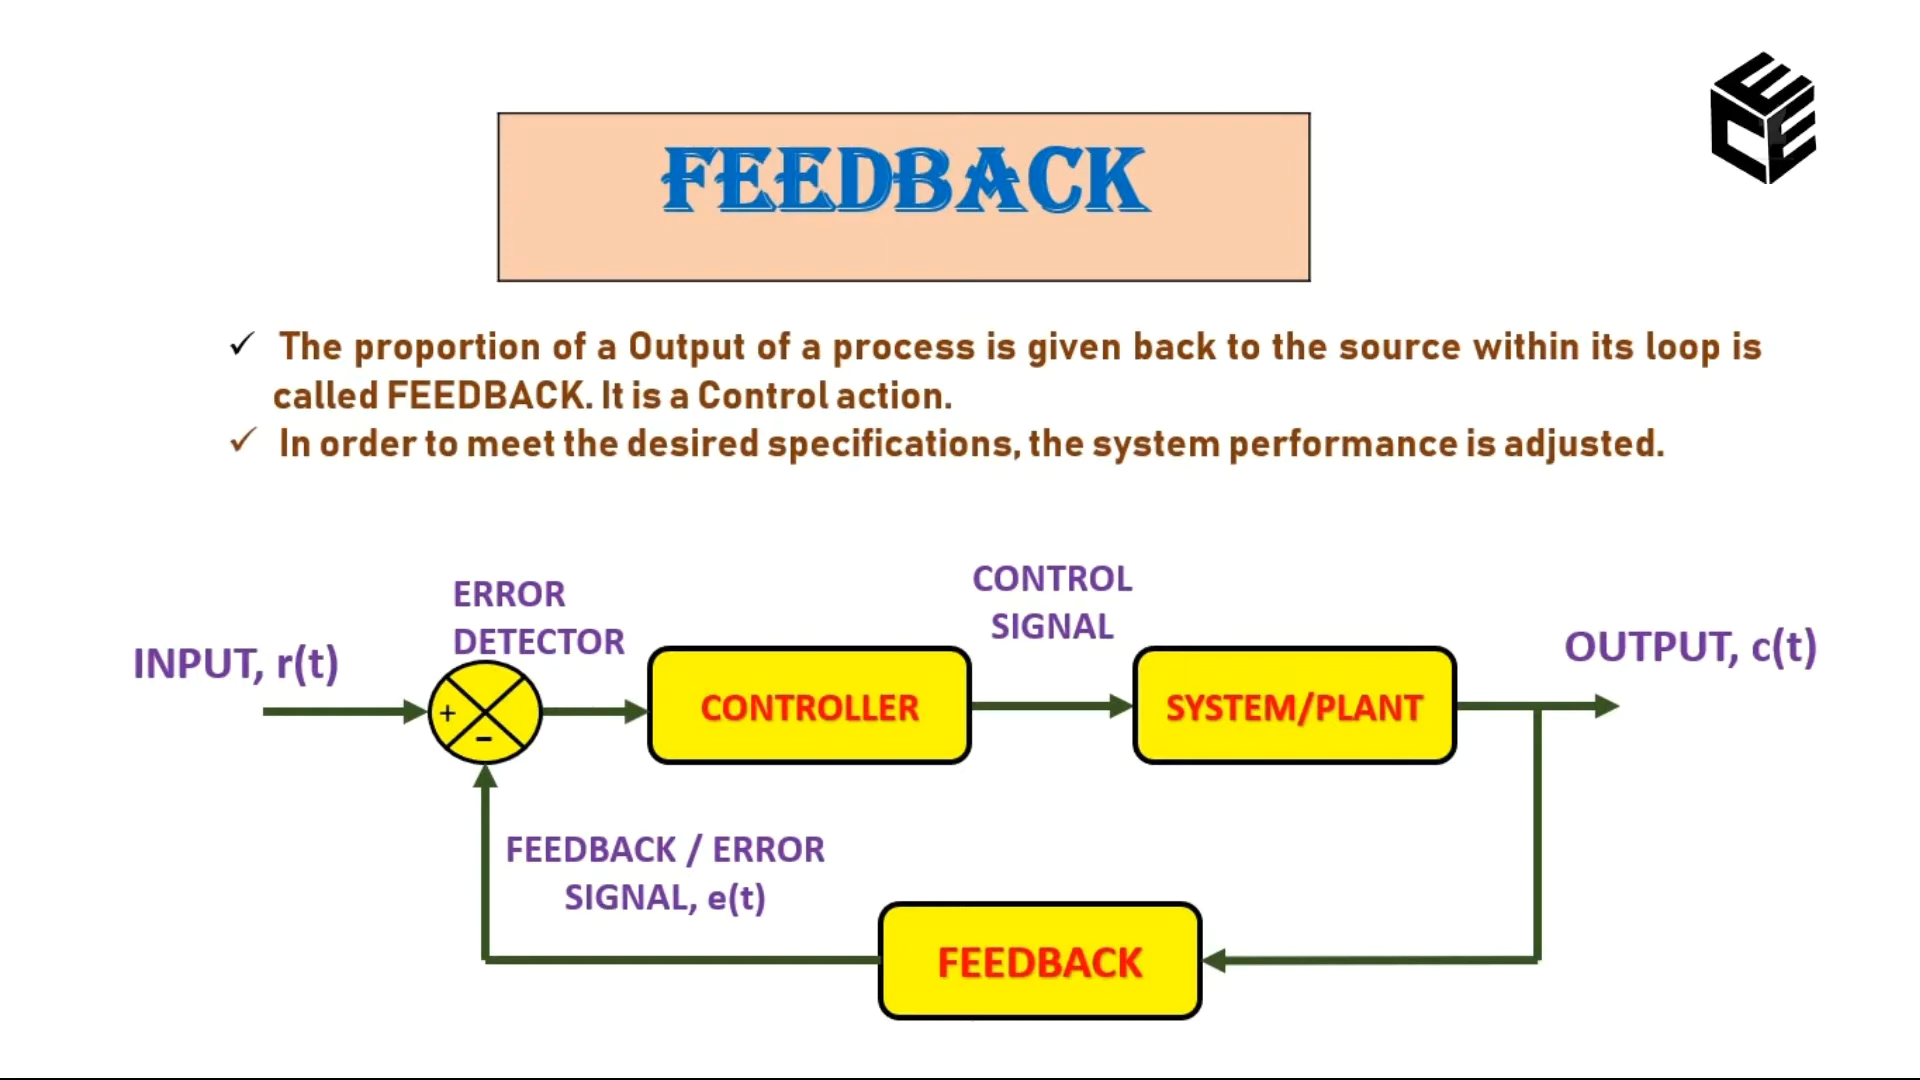 ECE
FEEDBACK
✓ The proportion of a Output of a process is given back to the source within its loop is
called FEEDBACK. It is a Control action.
✓ In order to meet the desired specifications, the system performance is adjusted.
ERROR
DETECTOR
CONTROL
SIGNAL
INPUT, r(t)
OUTPUT, c(t)
+
−
CONTROLLER
SYSTEM/PLANT
FEEDBACK / ERROR
SIGNAL, e(t)
FEEDBACK